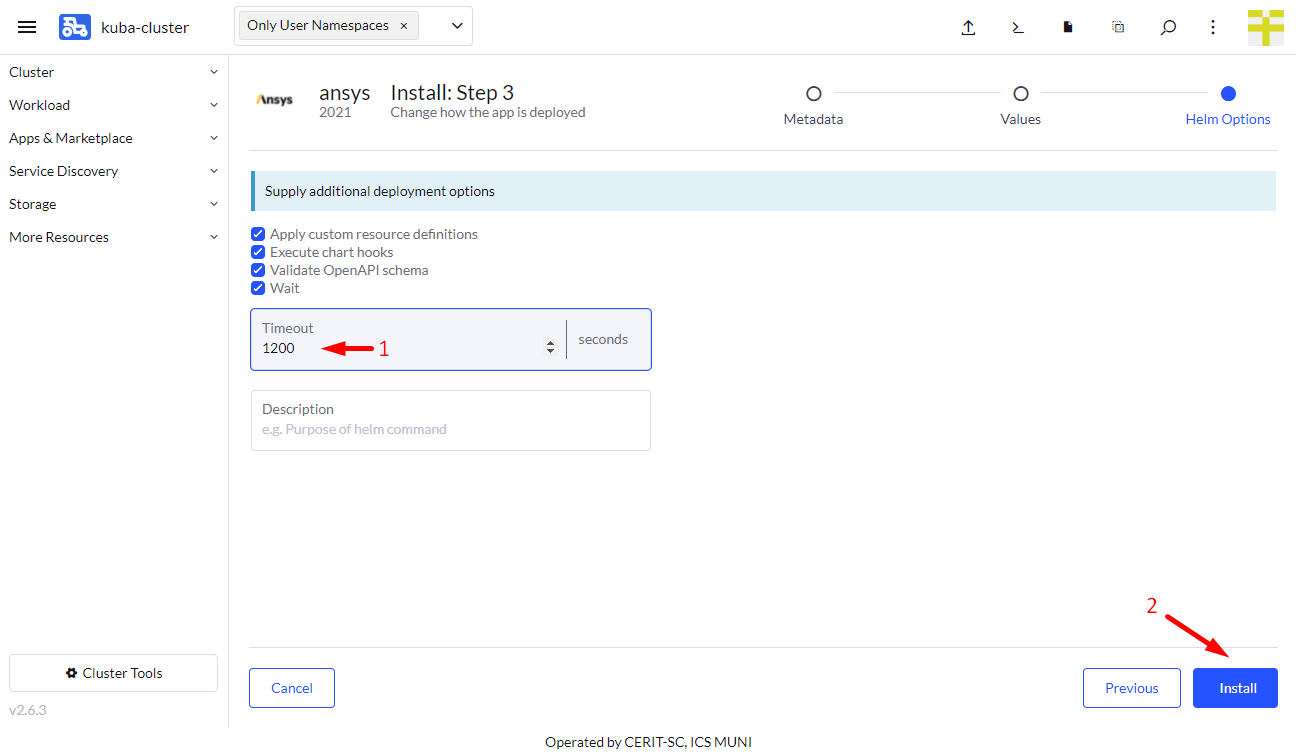 kuba-cluster
Only User Namespaces ×
Cluster
Workload
Apps & Marketplace
Service Discovery
Storage
More Resources
Cluster Tools
v2.6.3
Ansys
ansys
2021
Install: Step 3
Change how the app is deployed
Metadata
Values
Helm Options
Supply additional deployment options
Apply custom resource definitions
Execute chart hooks
Validate OpenAPI schema
Wait
Timeout
1200
seconds
1
Description
e.g. Purpose of helm command
2
Cancel
Previous
Install
Operated by CERIT-SC, ICS MUNI